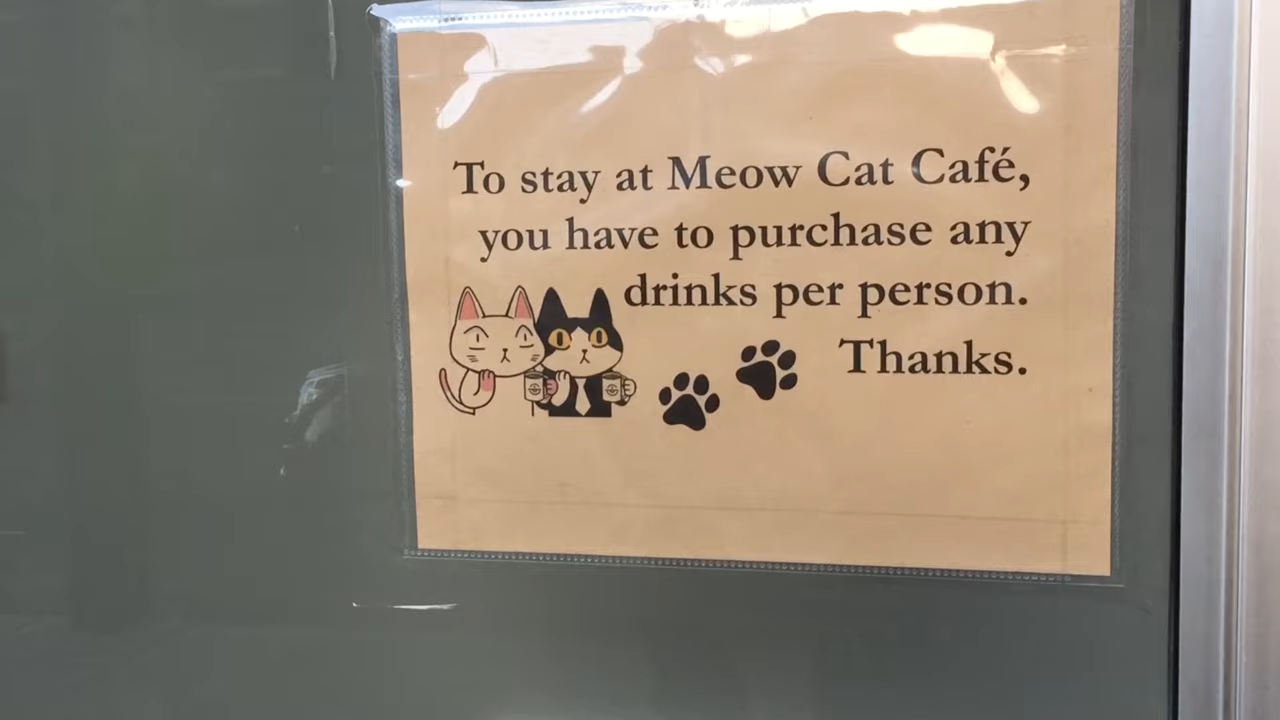 To stay at Meow Cat Café,
you have to purchase any
drinks per person.
Thanks.